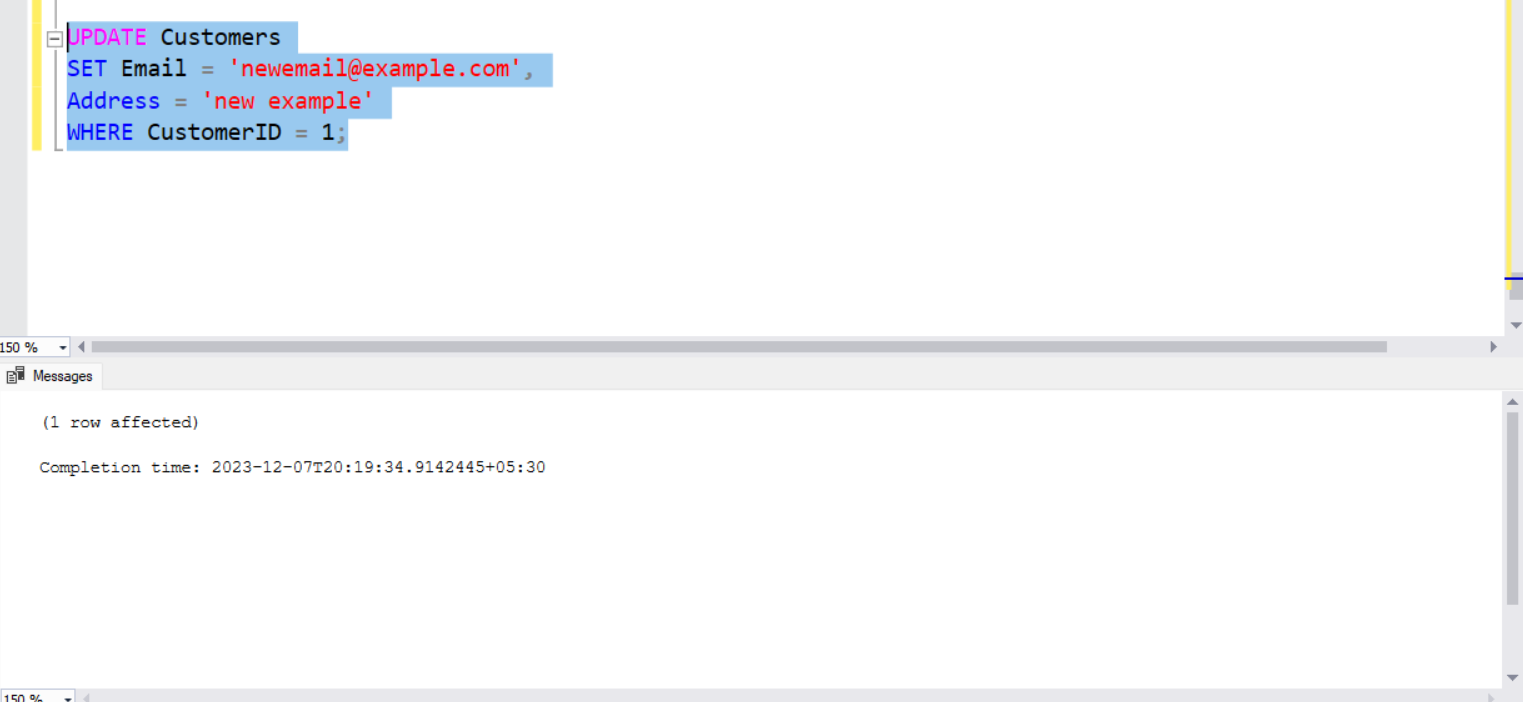 UPDATE Customers
SET Email = 'newemail@example.com',
Address = 'new example'
WHERE CustomerID = 1;
150 %
Messages
(1 row affected)
Completion time: 2023-12-07T20:19:34.9142445+05:30
150 %